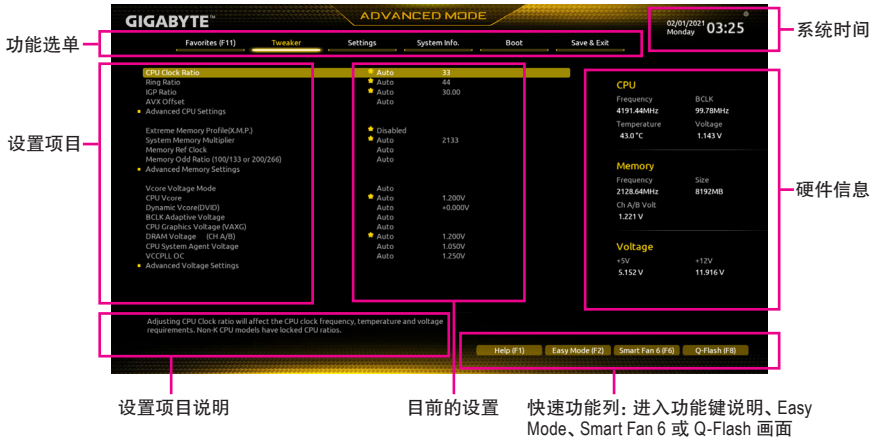 GIGABYTE™
ADVANCED MODE
02/01/2021 Monday 03:25
系统时间
功能选单
Favorites (F11) Tweaker Settings System Info. Boot Save & Exit
设置项目
CPU Clock Ratio Auto 33
Ring Ratio Auto 44
IGP Ratio Auto 30.00
AVX Offset Auto
Advanced CPU Settings
Extreme Memory Profile(X.M.P.) Disabled
System Memory Multiplier Auto 2133
Memory Ref Clock Auto
Memory Odd Ratio (100/133 or 200/266) Auto
Advanced Memory Settings
Vcore Voltage Mode Auto
CPU Vcore Auto 1.200V
Dynamic Vcore(DVID) Auto +0.000V
BCLK Adaptive Voltage Auto
CPU Graphics Voltage (VAXG) Auto
DRAM Voltage (CH A/B) Auto 1.200V
CPU System Agent Voltage Auto 1.050V
VCCPLL OC Auto 1.250V
Advanced Voltage Settings
CPU
Frequency BCLK
4191.44MHz 99.78MHz
Temperature Voltage
43.0 °C 1.143 V
Memory
Frequency Size
2128.64MHz 8192MB
Ch A/B Volt
1.221 V
Voltage
+5V +12V
5.152 V 11.916 V
硬件信息
Adjusting CPU Clock ratio will affect the CPU clock frequency, temperature and voltage
requirements. Non-K CPU models have locked CPU ratios.
Help (F1) Easy Mode (F2) Smart Fan 6 (F6) Q-Flash (F8)
设置项目说明
目前的设置
快速功能列: 进入功能键说明、Easy
Mode、Smart Fan 6 或 Q-Flash 画面